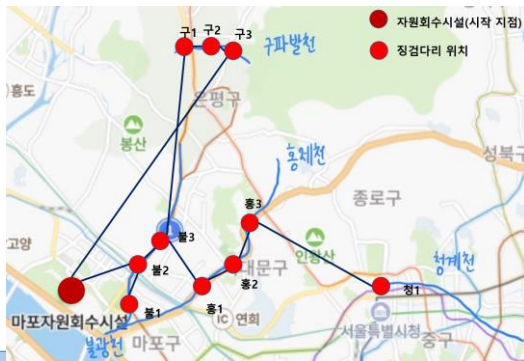 자원회수시설(시작 지점)
징검다리 위치
구1
구2
구3
구파발천
은평구
흥도
봉산
홍제천
성북구
종로구
홍3
불3
고양
불2
대문구
인왕산
청계천
홍2
청1
마포자원회수시설
불1
홍1
IC 연희
서울특별시청
불광천
마포구
중구